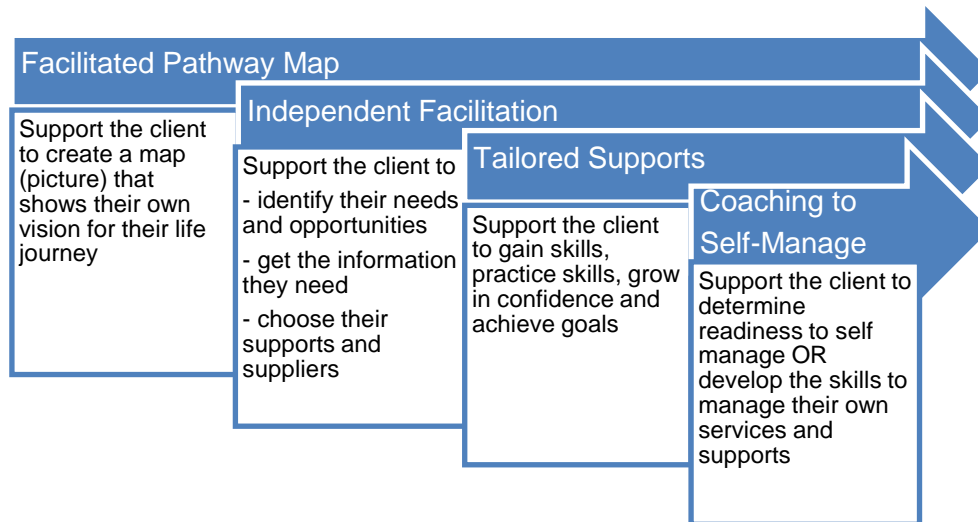 Facilitated Pathway Map
Support the client
to create a map
(picture) that
shows their own
vision for their life
journey
Independent Facilitation
Support the client to
- identify their needs
and opportunities
- get the information
they need
- choose their
supports and
suppliers
Tailored Supports
Support the client
to gain skills,
practice skills, grow
in confidence and
achieve goals
Coaching to
Self-Manage
Support the client to
determine
readiness to self
manage OR
develop the skills to
manage their own
services and
supports